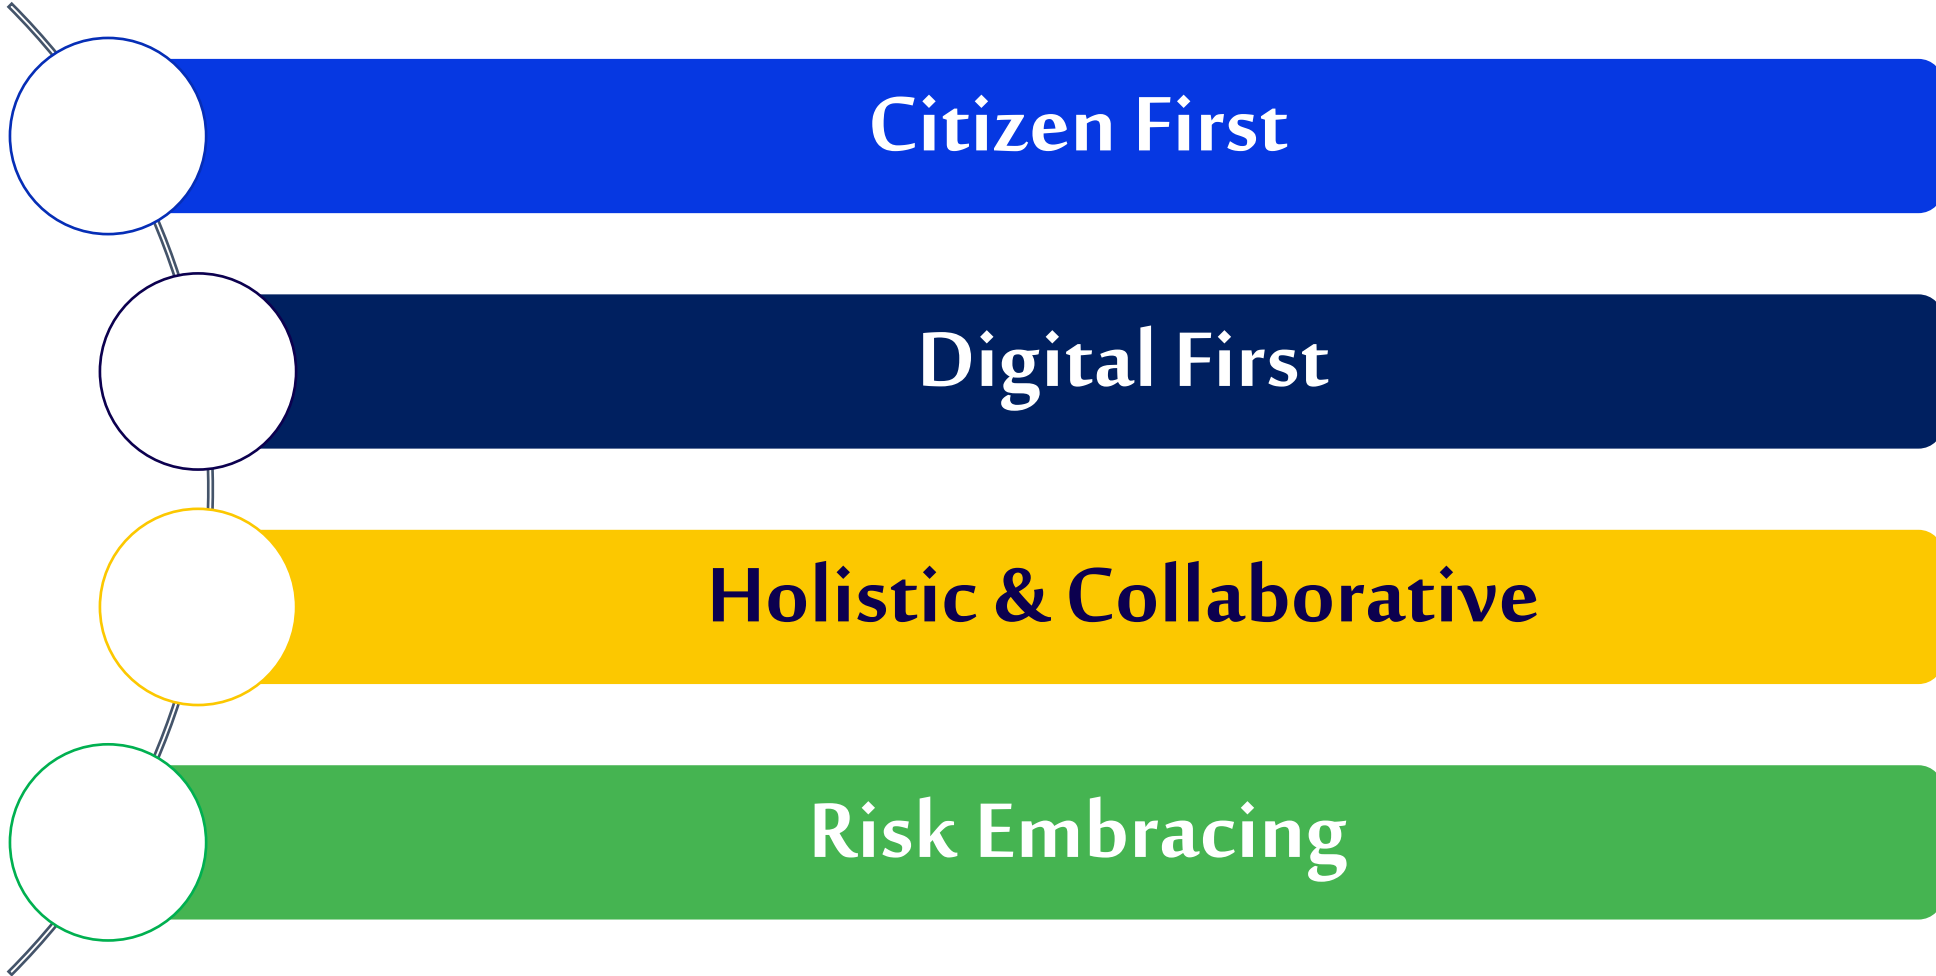 Citizen First
Digital First
Holistic & Collaborative
Risk Embracing